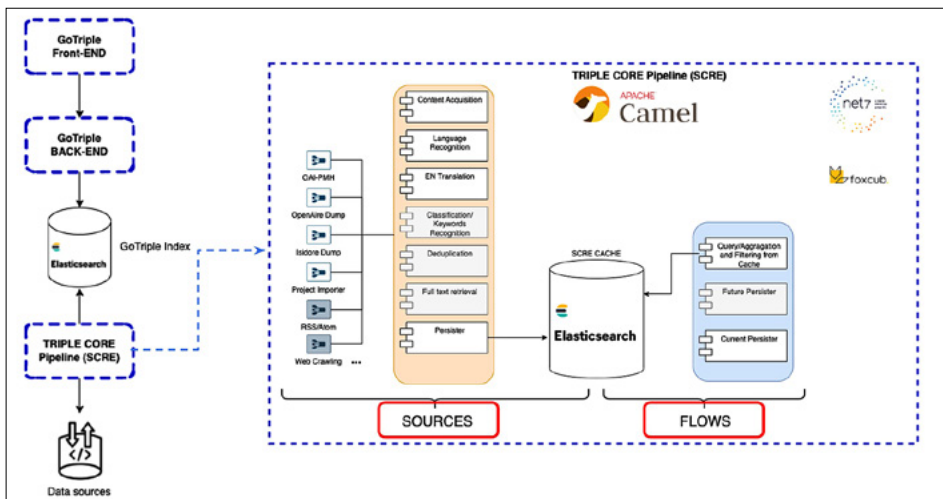 GoTriple
Front-END
GoTriple
BACK-END
Elasticsearch
GoTriple Index
TRIPLE CORE
Pipeline (SCRE)
</>
Data sources
TRIPLE CORE Pipeline (SCRE)
APACHE
Camel
net7
foxcub.
OAI-PMH
OpenAire Dump
Isidore Dump
Project Importer
RSS/Atom
Web Crawling
...
Content Acquisition
Language
Recognition
EN Translation
Classification/
Keywords
Recognition
Deduplication
Full text retrieval
Persister
SCRE CACHE
Elasticsearch
Query/Aggragation
and Filtering from
Cache
Future Persister
Current Persister
SOURCES
FLOWS